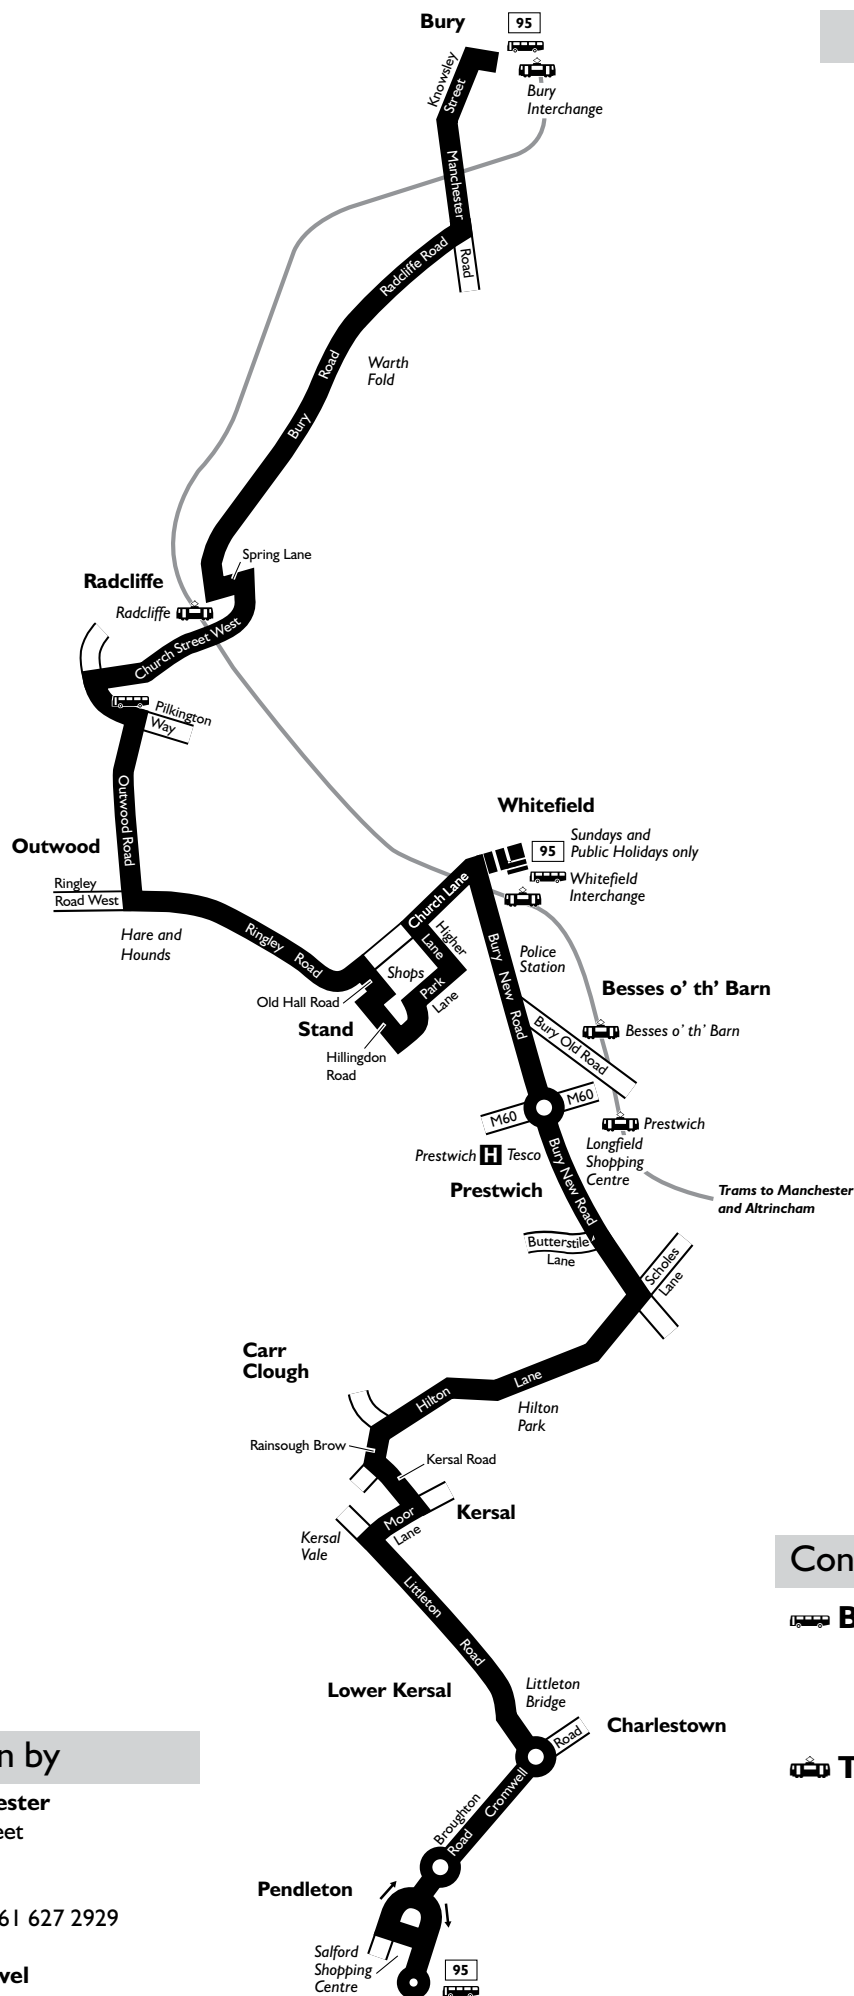 Bury
95
Knowsley
Street
Bury
Interchange
Manchester
Road
Radcliffe Road
Warth
Fold
Road
Bury
Spring Lane
Radcliffe
Radcliffe
Church Street West
Pilkington
Way
Outwood Road
Outwood
Ringley
Road West
Hare and
Hounds
Ringley Road
Whitefield
95
Sundays and
Public Holidays only
Whitefield
Interchange
Church Lane
Higher
Lane
Shops
Park
Lane
Old Hall Road
Stand
Hillingdon
Road
Bury New Road
Police
Station
Besses o' th' Barn
Besses o' th' Barn
Bury Old Road
M60
M60
Prestwich
Prestwich H Tesco
Longfield
Shopping
Centre
Prestwich
Bury New Road
Trams to Manchester
and Altrincham
Butterstile
Lane
Scholes
Lane
Carr
Clough
Hilton Lane
Hilton
Park
Rainsough Brow
Kersal Road
Moor
Lane
Kersal
Kersal
Vale
Littleton
Road
Lower Kersal
Littleton
Bridge
Road
Charlestown
Cromwell
Broughton
Road
Pendleton
Salford
Shopping
Centre
95
n by
ester
eet
61 627 2929
vel
Con
B
T